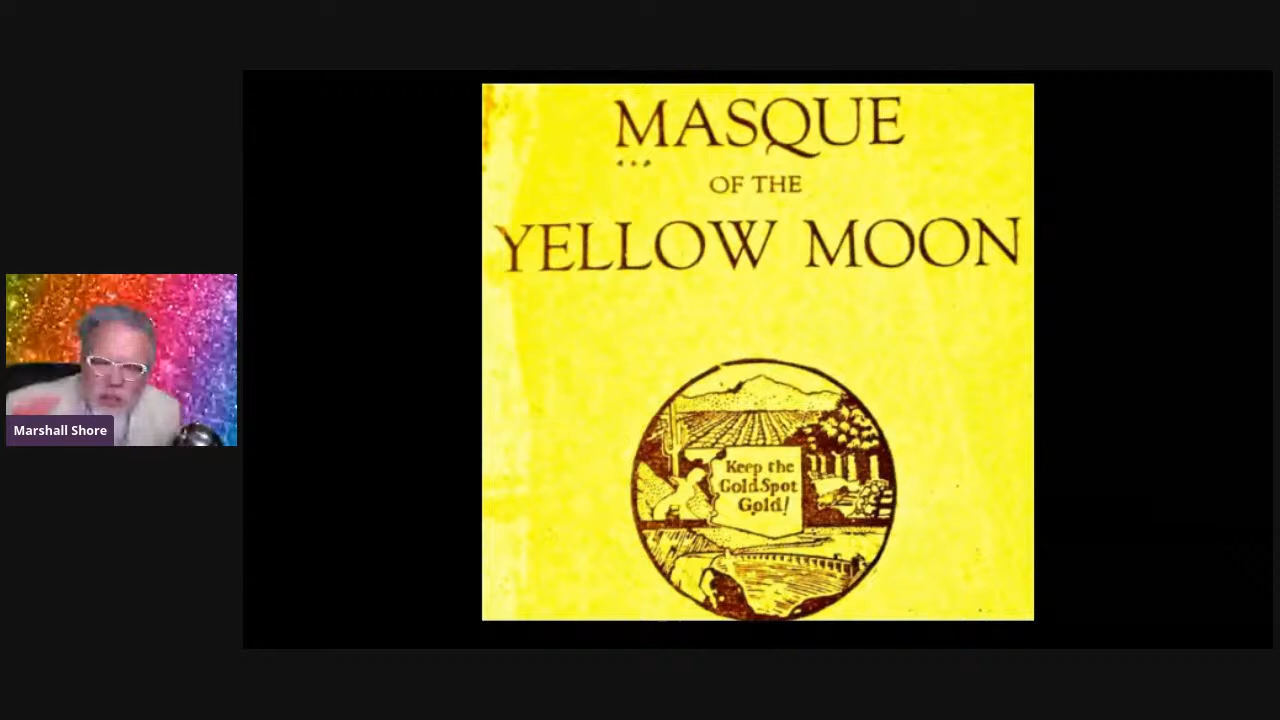 MASQUE
OF THE
YELLOW MOON
Keep the
Gold Spot
Gold!
Marshall Shore